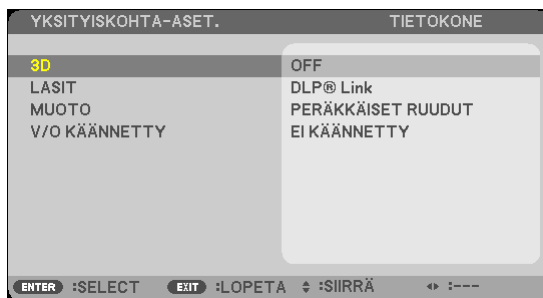 YKSITYISKOHTA-ASET. TIETOKONE
3D OFF
LASIT DLP® Link
MUOTO PERÄKKÄISET RUUDUT
V/O KÄÄNNETTY EI KÄÄNNETTY
ENTER :SELECT EXIT :LOPETA :SIIRRÄ :---